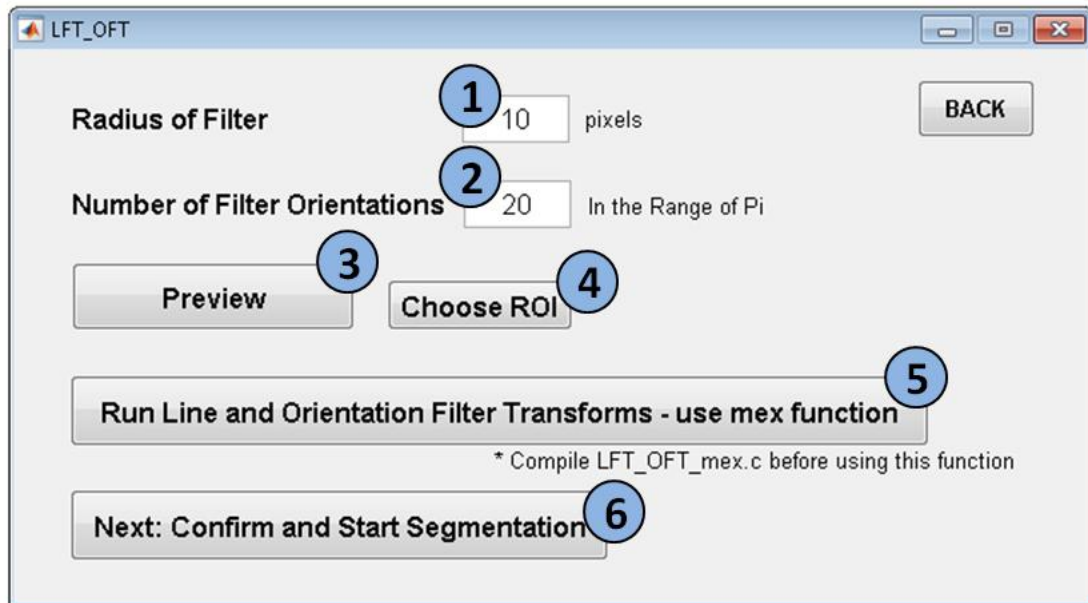 LFT_OFT
1
Radius of Filter 10 pixels
BACK
2
Number of Filter Orientations 20 In the Range of Pi
3
Preview
4
Choose ROI
5
Run Line and Orientation Filter Transforms - use mex function
* Compile LFT_OFT_mex.c before using this function
6
Next: Confirm and Start Segmentation